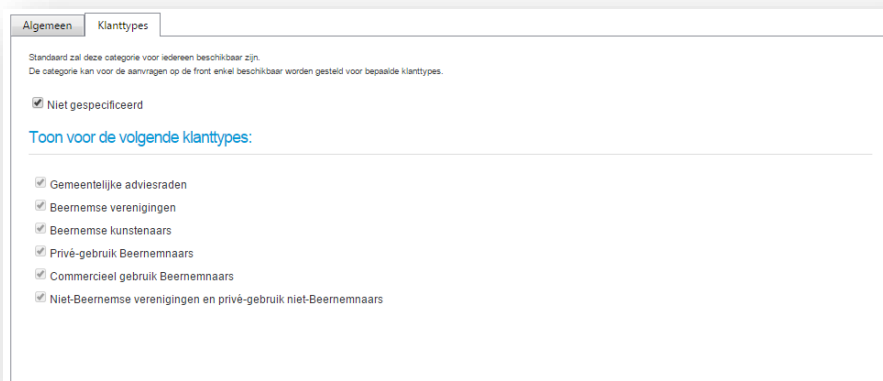 Algemeen Klanttypes
Standaard zal deze categorie voor iedereen beschikbaar zijn.
De categorie kan voor de aanvragen op de front enkel beschikbaar worden gesteld voor bepaalde klanttypes.
Niet gespecificeerd
Toon voor de volgende klanttypes:
Gemeentelijke adviesraden
Beernemse verenigingen
Beernemse kunstenaars
Privé-gebruik Beernemnaars
Commercieel gebruik Beernemnaars
Niet-Beernemse verenigingen en privé-gebruik niet-Beernemnaars